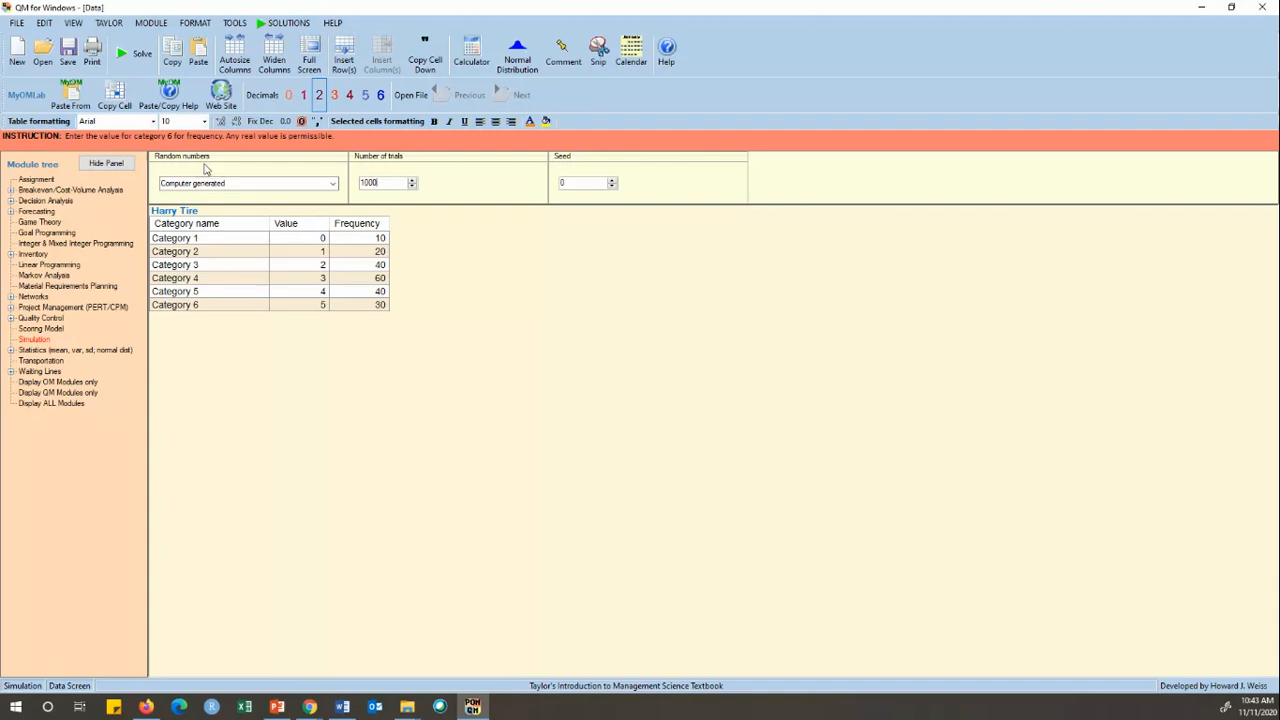 QM for Windows - [Data]
FILE EDIT VIEW TAYLOR MODULE FORMAT TOOLS SOLUTIONS HELP
New Open Save Print Solve Copy Paste Autosize Columns Widen Columns Full Screen Insert Row(s) Insert Column(s) Copy Cell Down Calculator Normal Distribution Comment Snip Calendar Help
MyOMLab MyOM Paste From Copy Cell MyOM Paste/Copy Help Web Site Decimals 0 1 2 3 4 5 6 Open File Previous Next
Table formatting Arial 10 Fix Dec 0.0 Selected cells formatting B I U A
INSTRUCTION: Enter the value for category 6 for frequency. Any real value is permissible.
Module tree Hide Panel
Assignment
Breakeven/Cost-Volume Analysis
Decision Analysis
Forecasting
Game Theory
Goal Programming
Integer & Mixed Integer Programming
Inventory
Linear Programming
Markov Analysis
Material Requirements Planning
Networks
Project Management (PERT/CPM)
Quality Control
Scoring Model
Simulation
Statistics (mean, var, sd; normal dist)
Transportation
Waiting Lines
Display OM Modules only
Display QM Modules only
Display ALL Modules
Random numbers Number of trials Seed
Computer generated 1000 0
Harry Tire
Category name Value Frequency
Category 1 0 10
Category 2 1 20
Category 3 2 40
Category 4 3 60
Category 5 4 40
Category 6 5 30
Simulation Data Screen Taylor's Introduction to Management Science Textbook Developed by Howard J. Weiss
POM QM
10:43 AM
11/11/2020